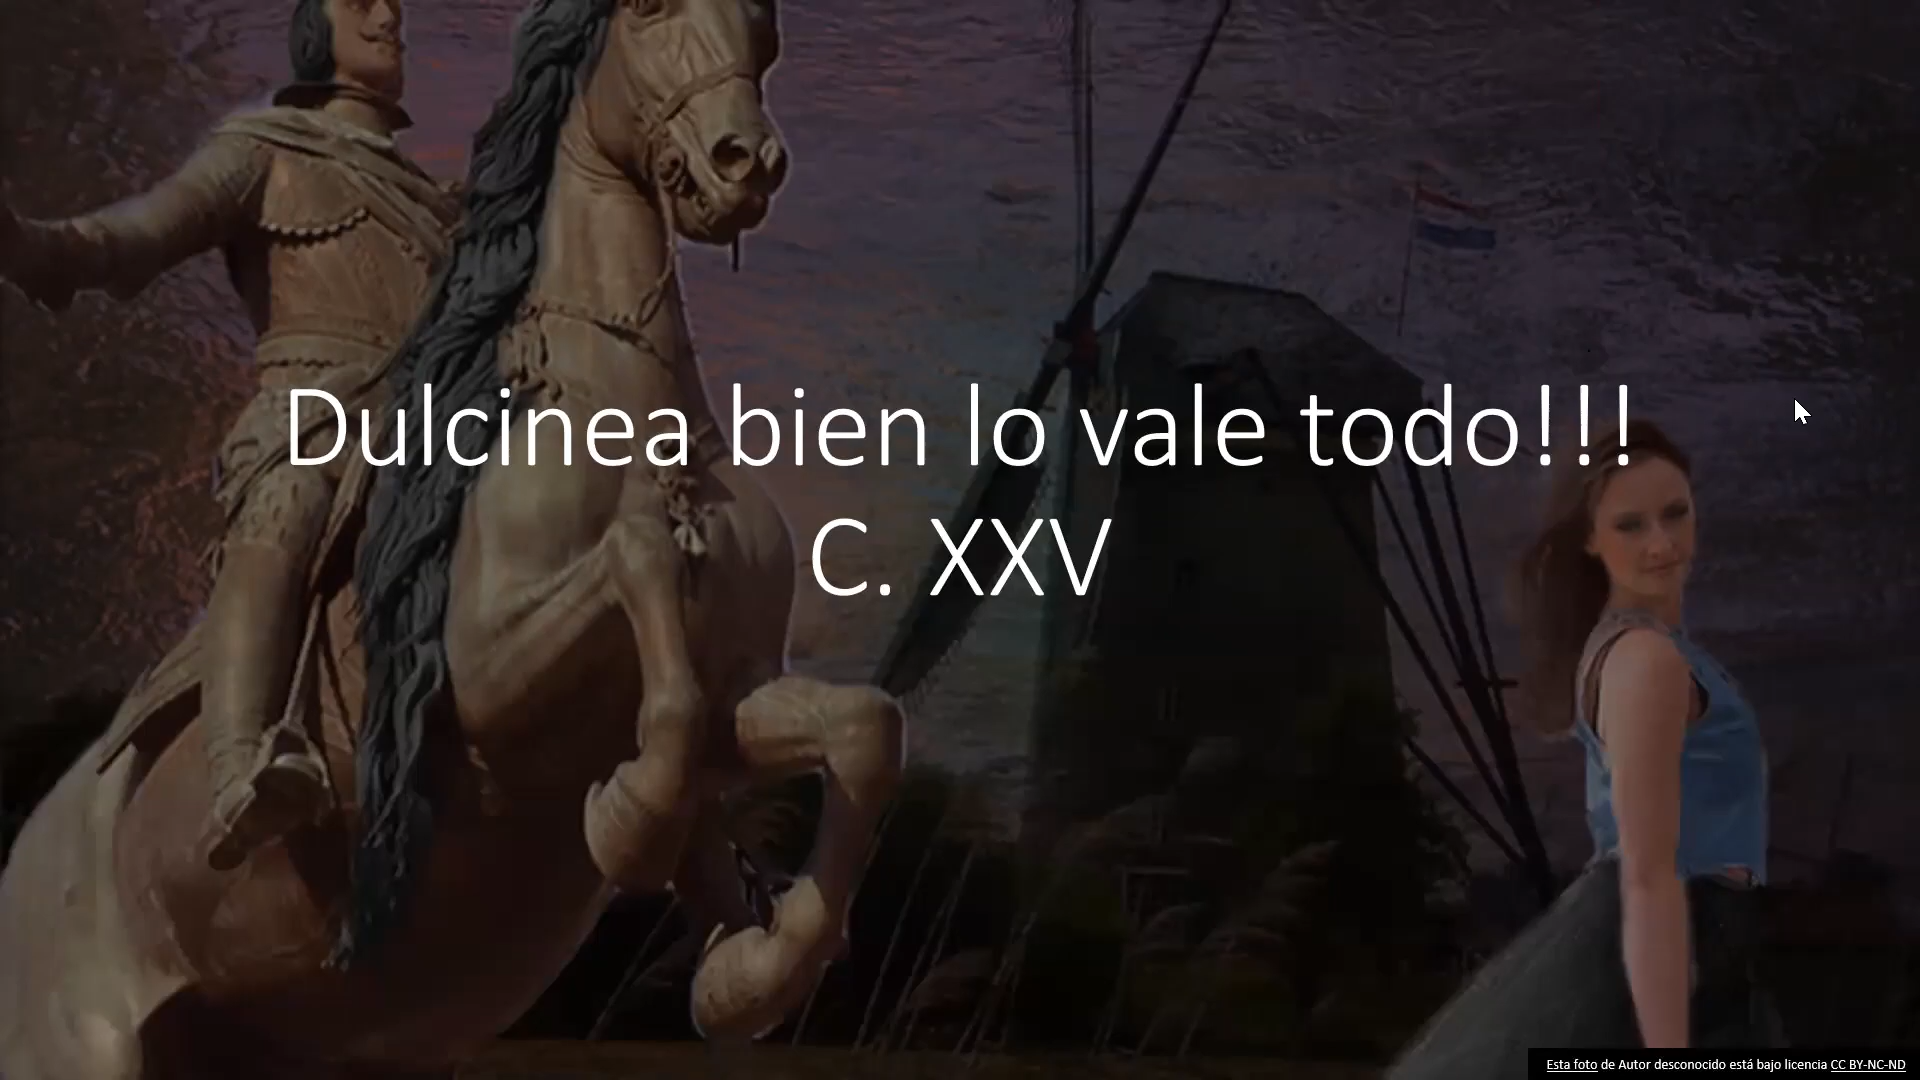 Dulcinea bien lo vale todo!!!
C. XXV
Esta foto de Autor desconocido está bajo licencia CC BY-NC-ND